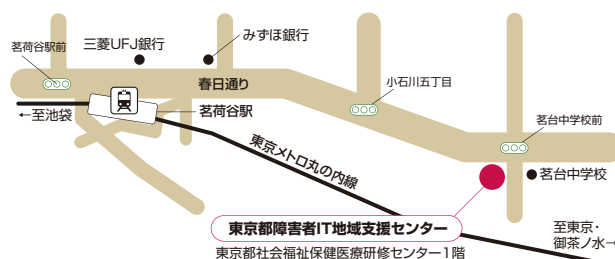 茗荷谷駅前
三菱UFJ銀行
みずほ銀行
春日通り
小石川五丁目
茗台中学校前
←至池袋
茗荷谷駅
東京メトロ丸の内線
茗台中学校
東京都障害者IT地域支援センター
東京都社会福祉保健医療研修センター1階
至東京・
御茶ノ水→